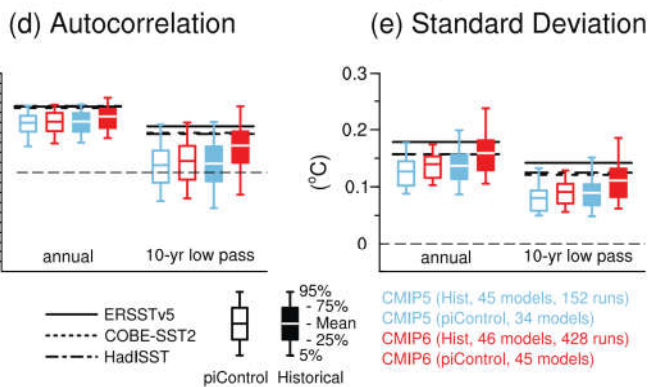 (d) Autocorrelation
annual
10-yr low pass
ERSSTv5
COBE-SST2
HadISST
95%
- 75%
- Mean
- 25%
5%
piControl
Historical
(e) Standard Deviation
0.3
0.2
0.1
0
(°C)
annual
10-yr low pass
CMIP5 (Hist, 45 models, 152 runs)
CMIP5 (piControl, 34 models)
CMIP6 (Hist, 46 models, 428 runs)
CMIP6 (piControl, 45 models)